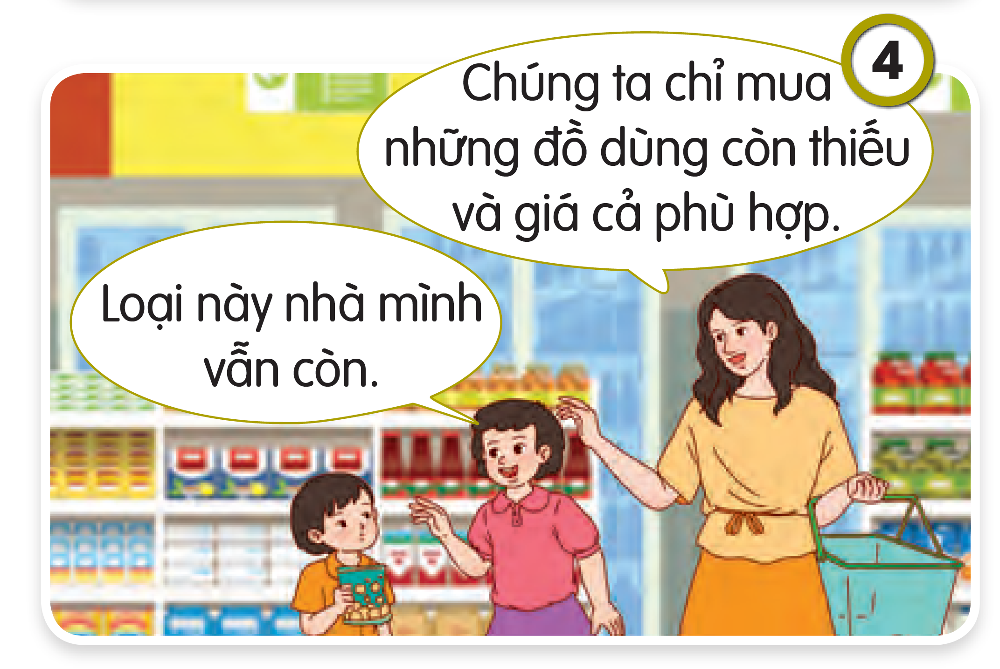 4
Chúng ta chỉ mua
những đồ dùng còn thiếu
và giá cả phù hợp.
Loại này nhà mình
vẫn còn.